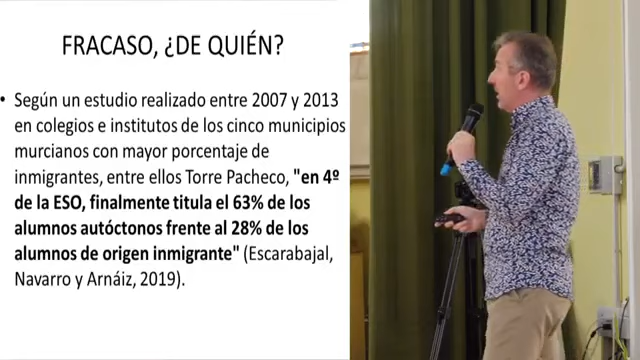 FRACASO, ¿DE QUIÉN?
• Según un estudio realizado entre 2007 y 2013
en colegios e institutos de los cinco municipios
murcianos con mayor porcentaje de
inmigrantes, entre ellos Torre Pacheco, "en 4º
de la ESO, finalmente titula el 63% de los
alumnos autóctonos frente al 28% de los
alumnos de origen inmigrante" (Escarabajal,
Navarro y Arnáiz, 2019).